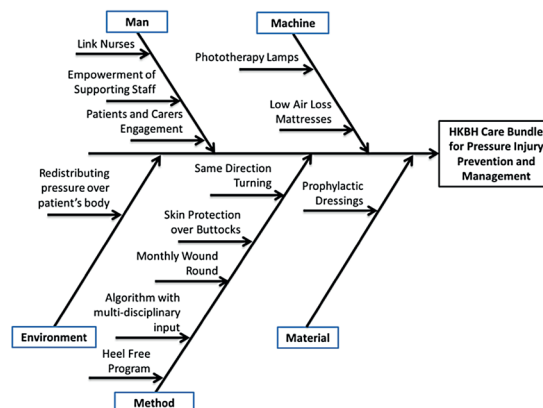 Man
Machine
Link Nurses
Phototherapy Lamps
Empowerment of
Supporting Staff
Patients and Carers
Engagement
Low Air Loss
Mattresses
HKBH Care Bundle
for Pressure Injury
Prevention and
Management
Redistributing
pressure over
patient's body
Same Direction
Turning
Prophylactic
Dressings
Skin Protection
over Buttocks
Monthly Wound
Round
Algorithm with
multi-disciplinary
input
Heel Free
Program
Environment
Material
Method